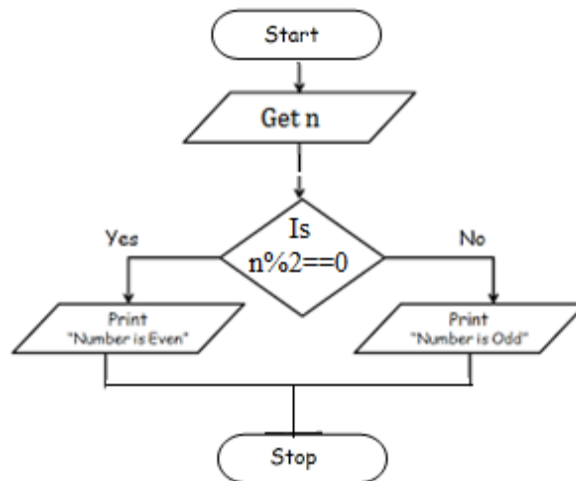 Start
Get n
Is
n%2==0
Yes
No
Print
"Number is Even"
Print
"Number is Odd"
Stop